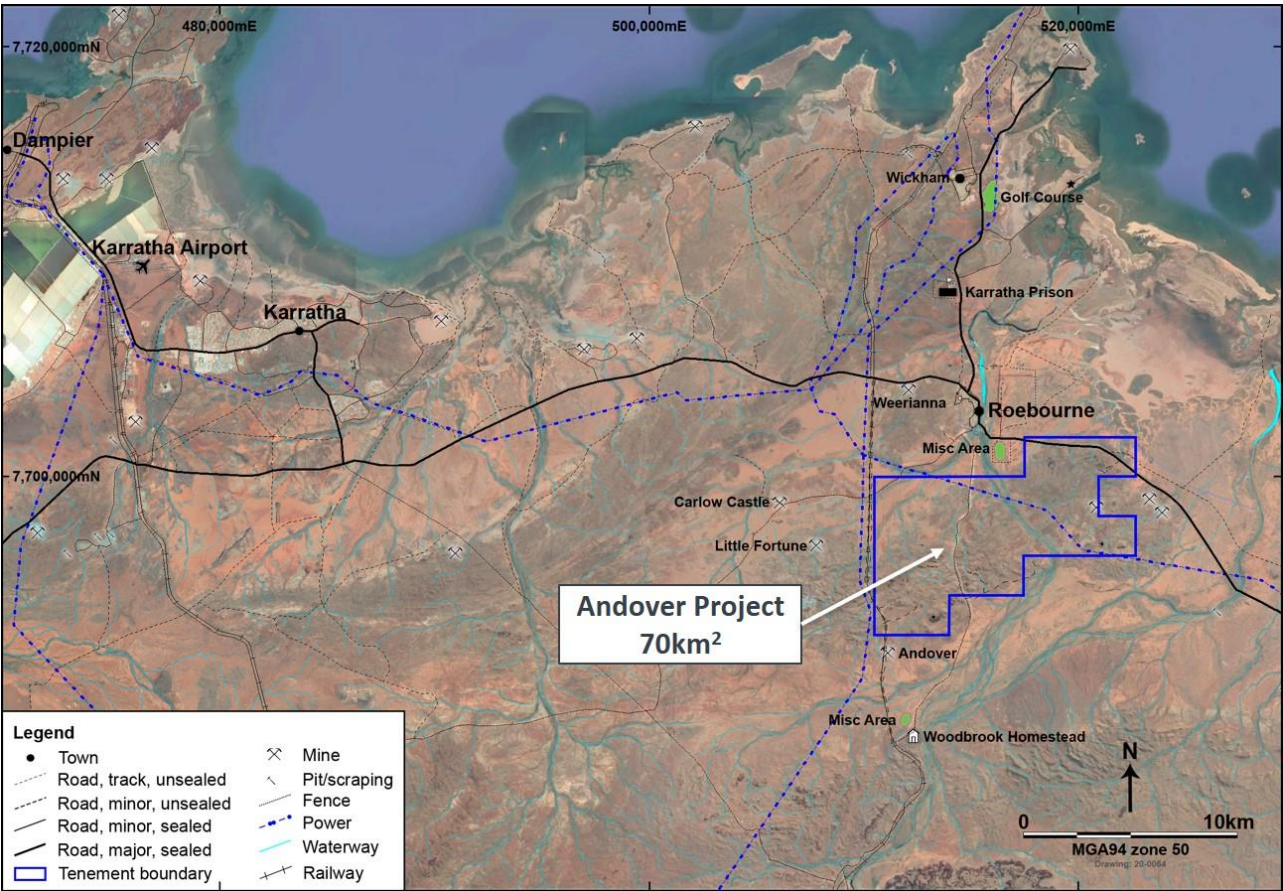 480,000mE
500,000mE
520,000mE
7,720,000mN
Dampier
Wickham
Golf Course
Karratha Airport
Karratha Prison
Karratha
Weerianna
Roebourne
Misc Area
7,700,000mN
Carlow Castle
Little Fortune
Andover Project
70km²
Andover
Misc Area
Woodbrook Homestead
Legend
Town
Road, track, unsealed
Road, minor, unsealed
Road, minor, sealed
Road, major, sealed
Tenement boundary
Mine
Pit/scraping
Fence
Power
Waterway
Railway
N
0 10km
MGA94 zone 50
Drawing: 20-0064